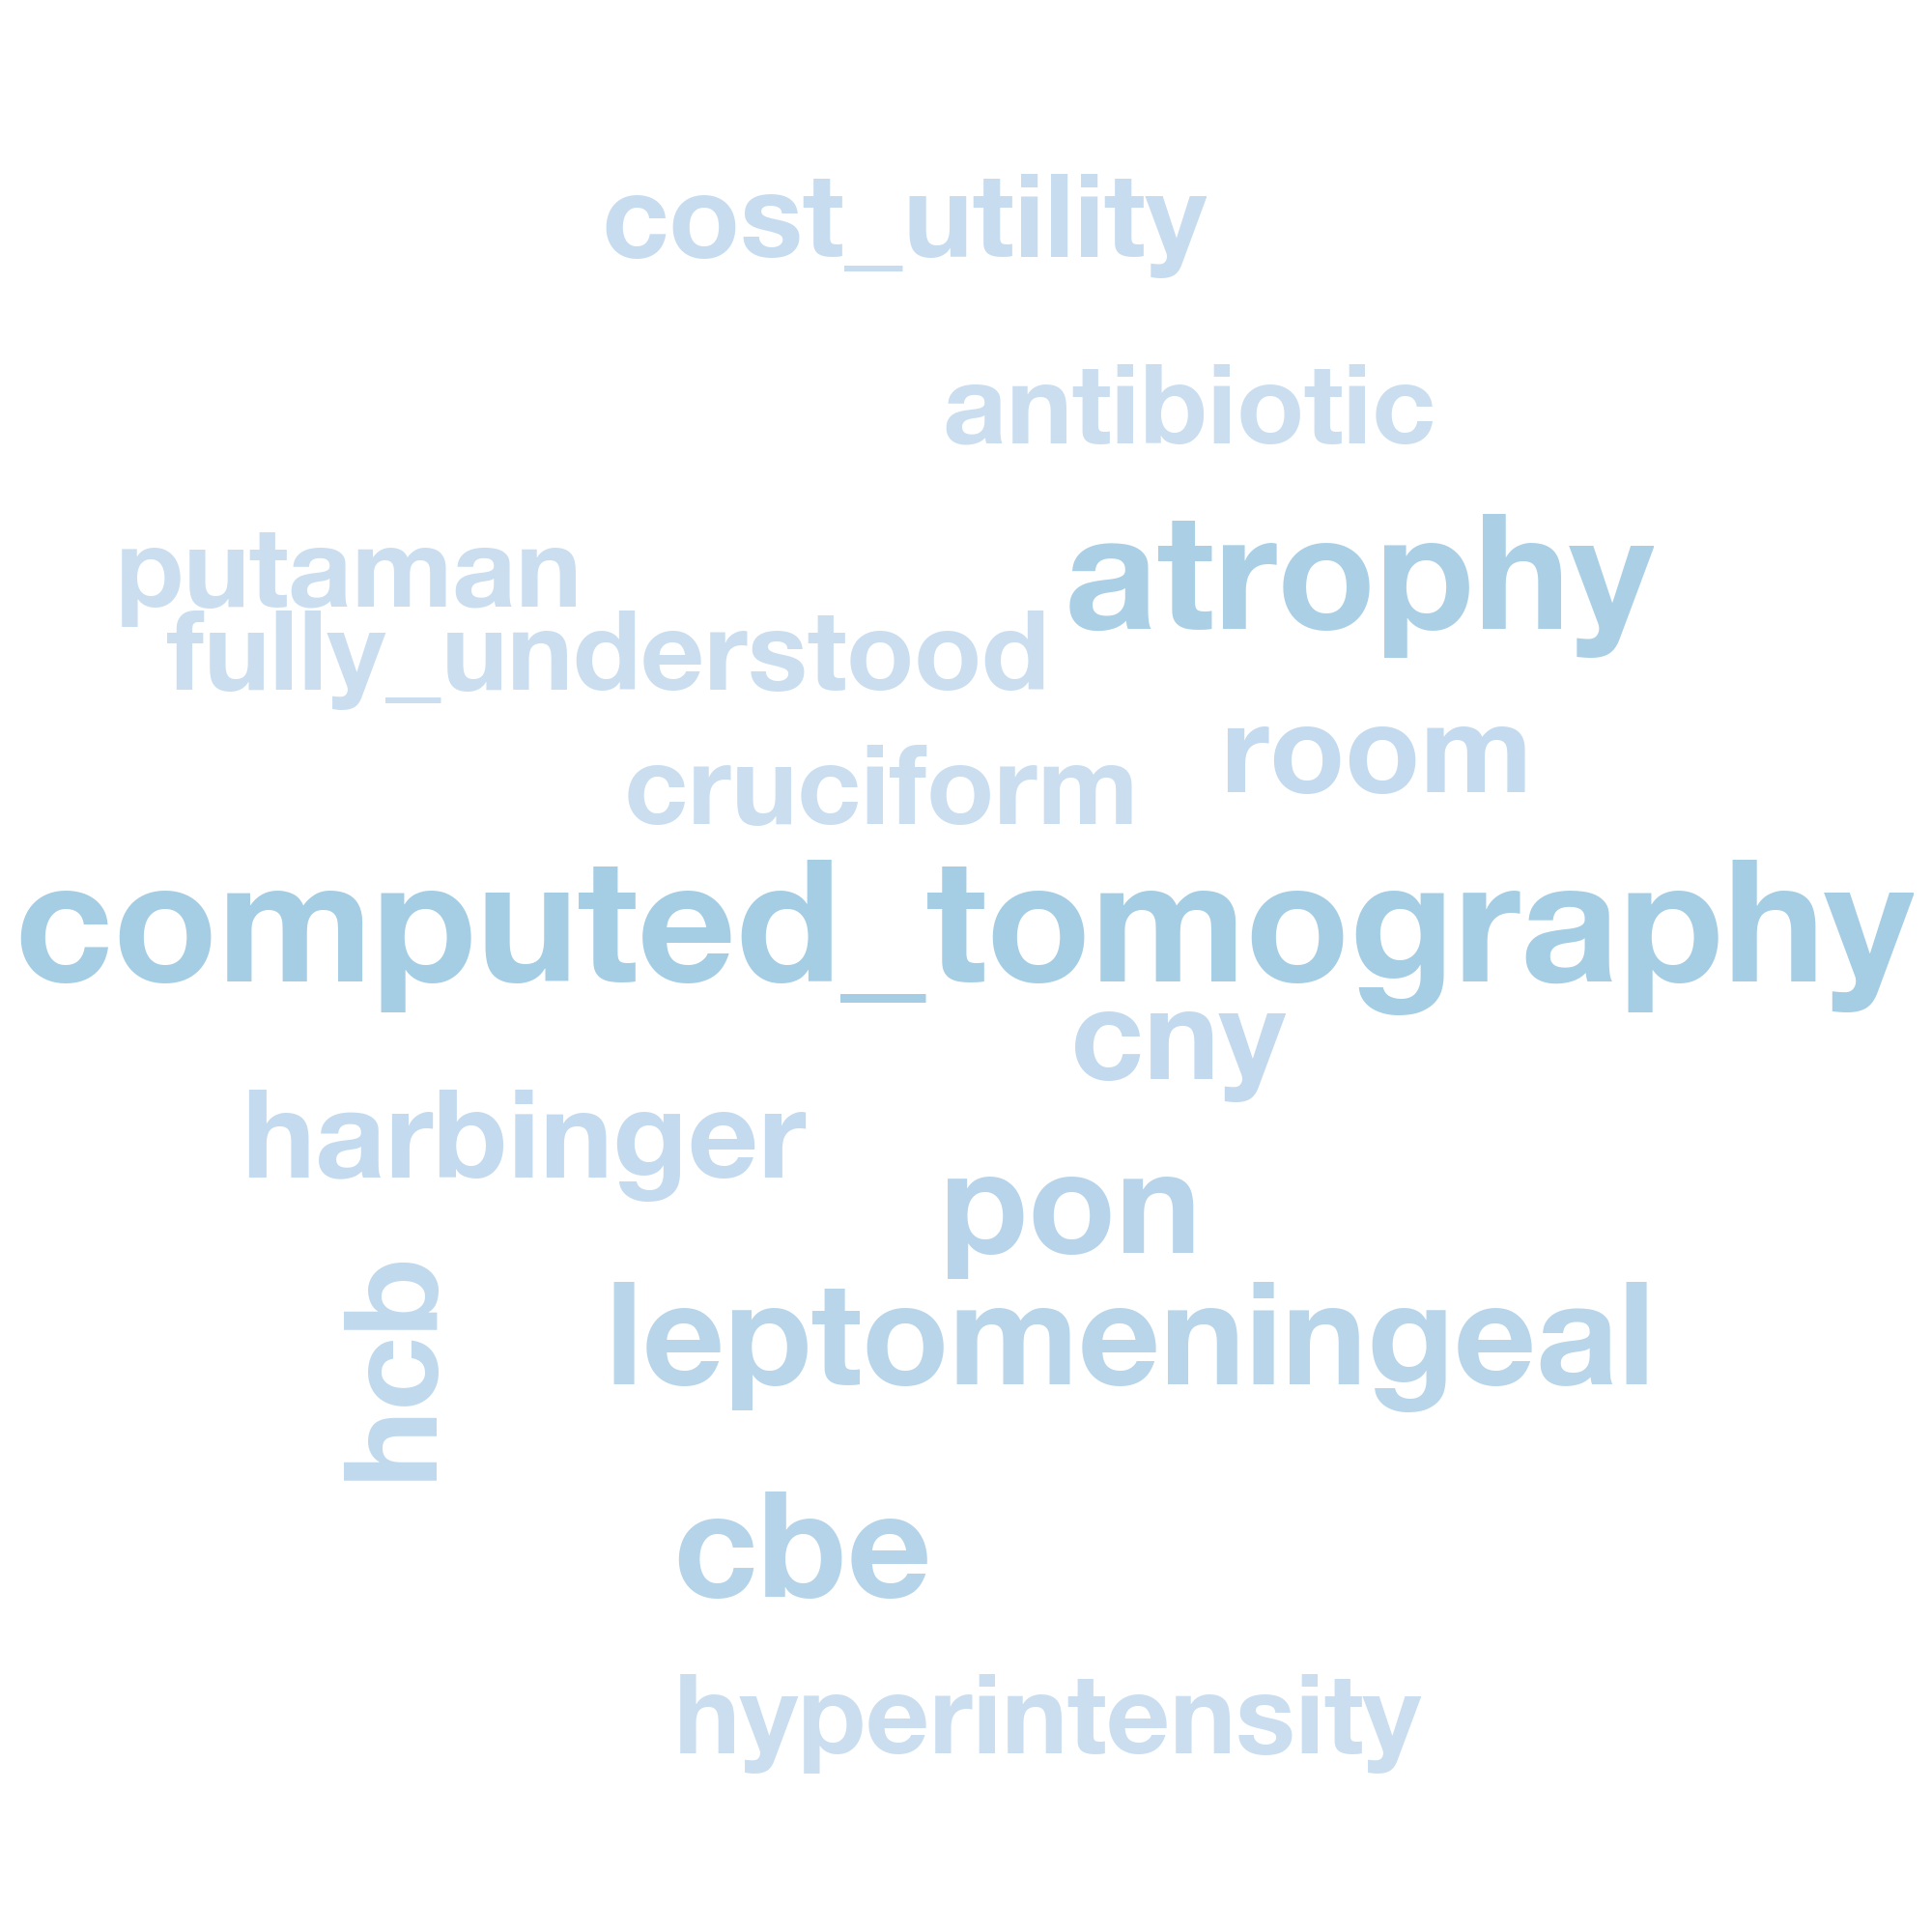 cost_utility
antibiotic
putaman
atrophy
fully_understood
room
cruciform
computed_tomography
cny
harbinger
pon
hcb
leptomeningeal
cbe
hyperintensity